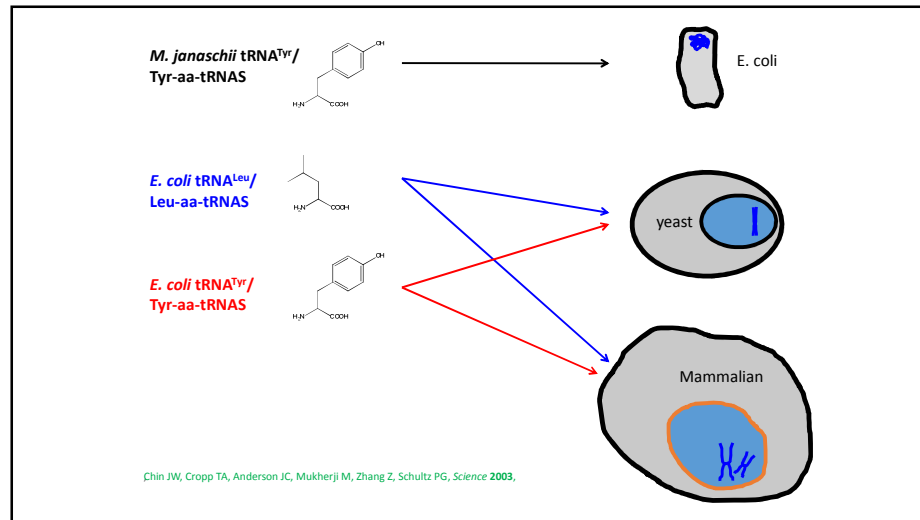 M. janaschii tRNATyr/
Tyr-aa-tRNAS
OH
H2N
COOH
E. coli
E. coli tRNALeu/
Leu-aa-tRNAS
H2N
COOH
yeast
E. coli tRNATyr/
Tyr-aa-tRNAS
OH
H2N
COOH
Mammalian
Chin JW, Cropp TA, Anderson JC, Mukherji M, Zhang Z, Schultz PG, Science 2003,